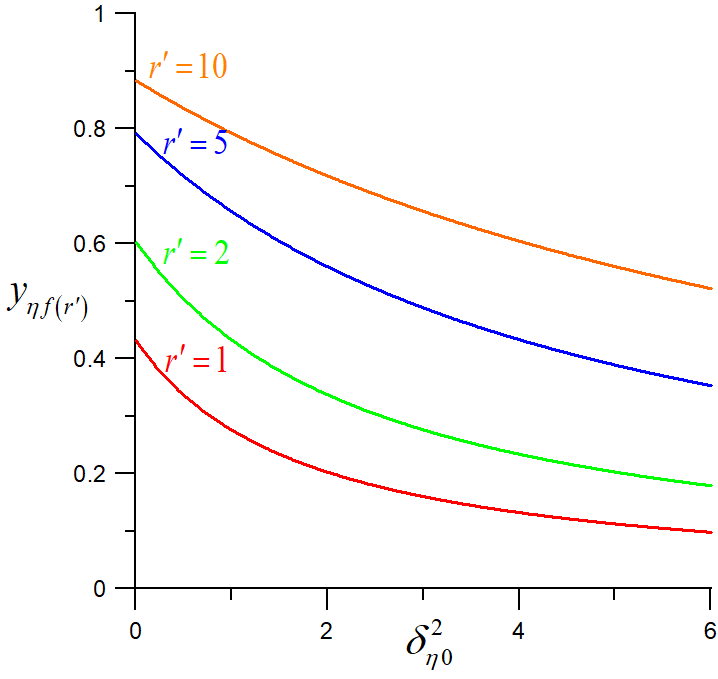 1
r′ = 10
0.8
r′ = 5
0.6
r′ = 2
y_{η f(r′)}
0.4
r′ = 1
0.2
0
0 2 4 6
δ²_{η0}